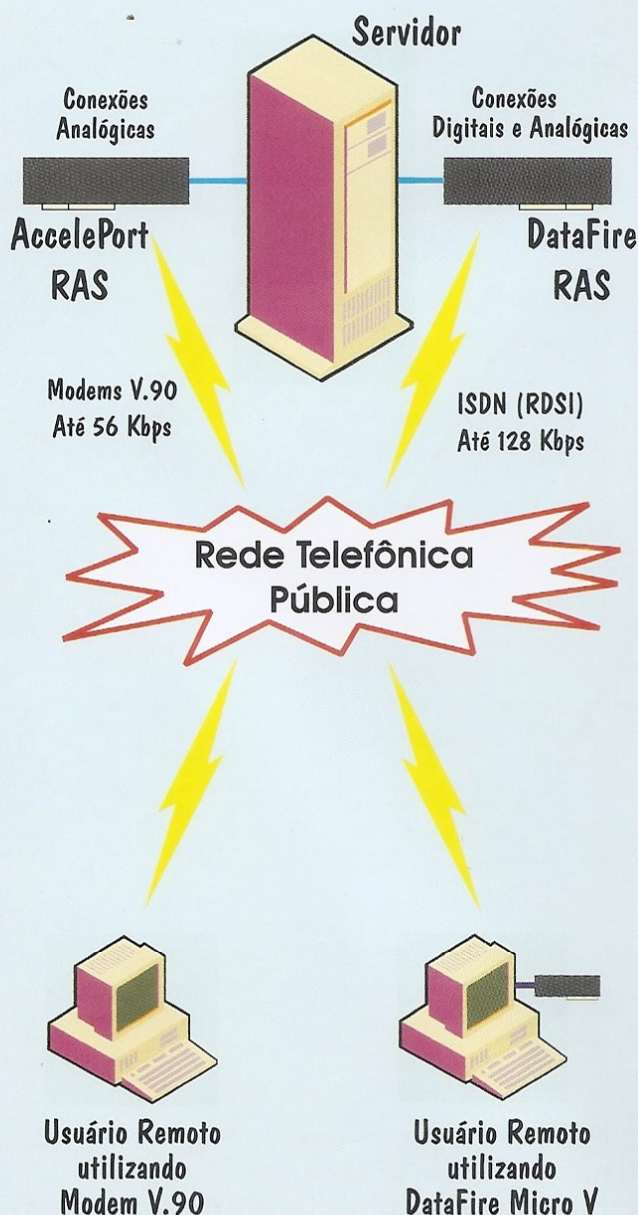 Servidor
Conexões
Analógicas
Conexões
Digitais e Analógicas
AccelePort
RAS
DataFire
RAS
Modems V.90
Até 56 Kbps
ISDN (RDSI)
Até 128 Kbps
Rede Telefônica
Pública
Usuário Remoto
utilizando
Modem V.90
Usuário Remoto
utilizando
DataFire Micro V